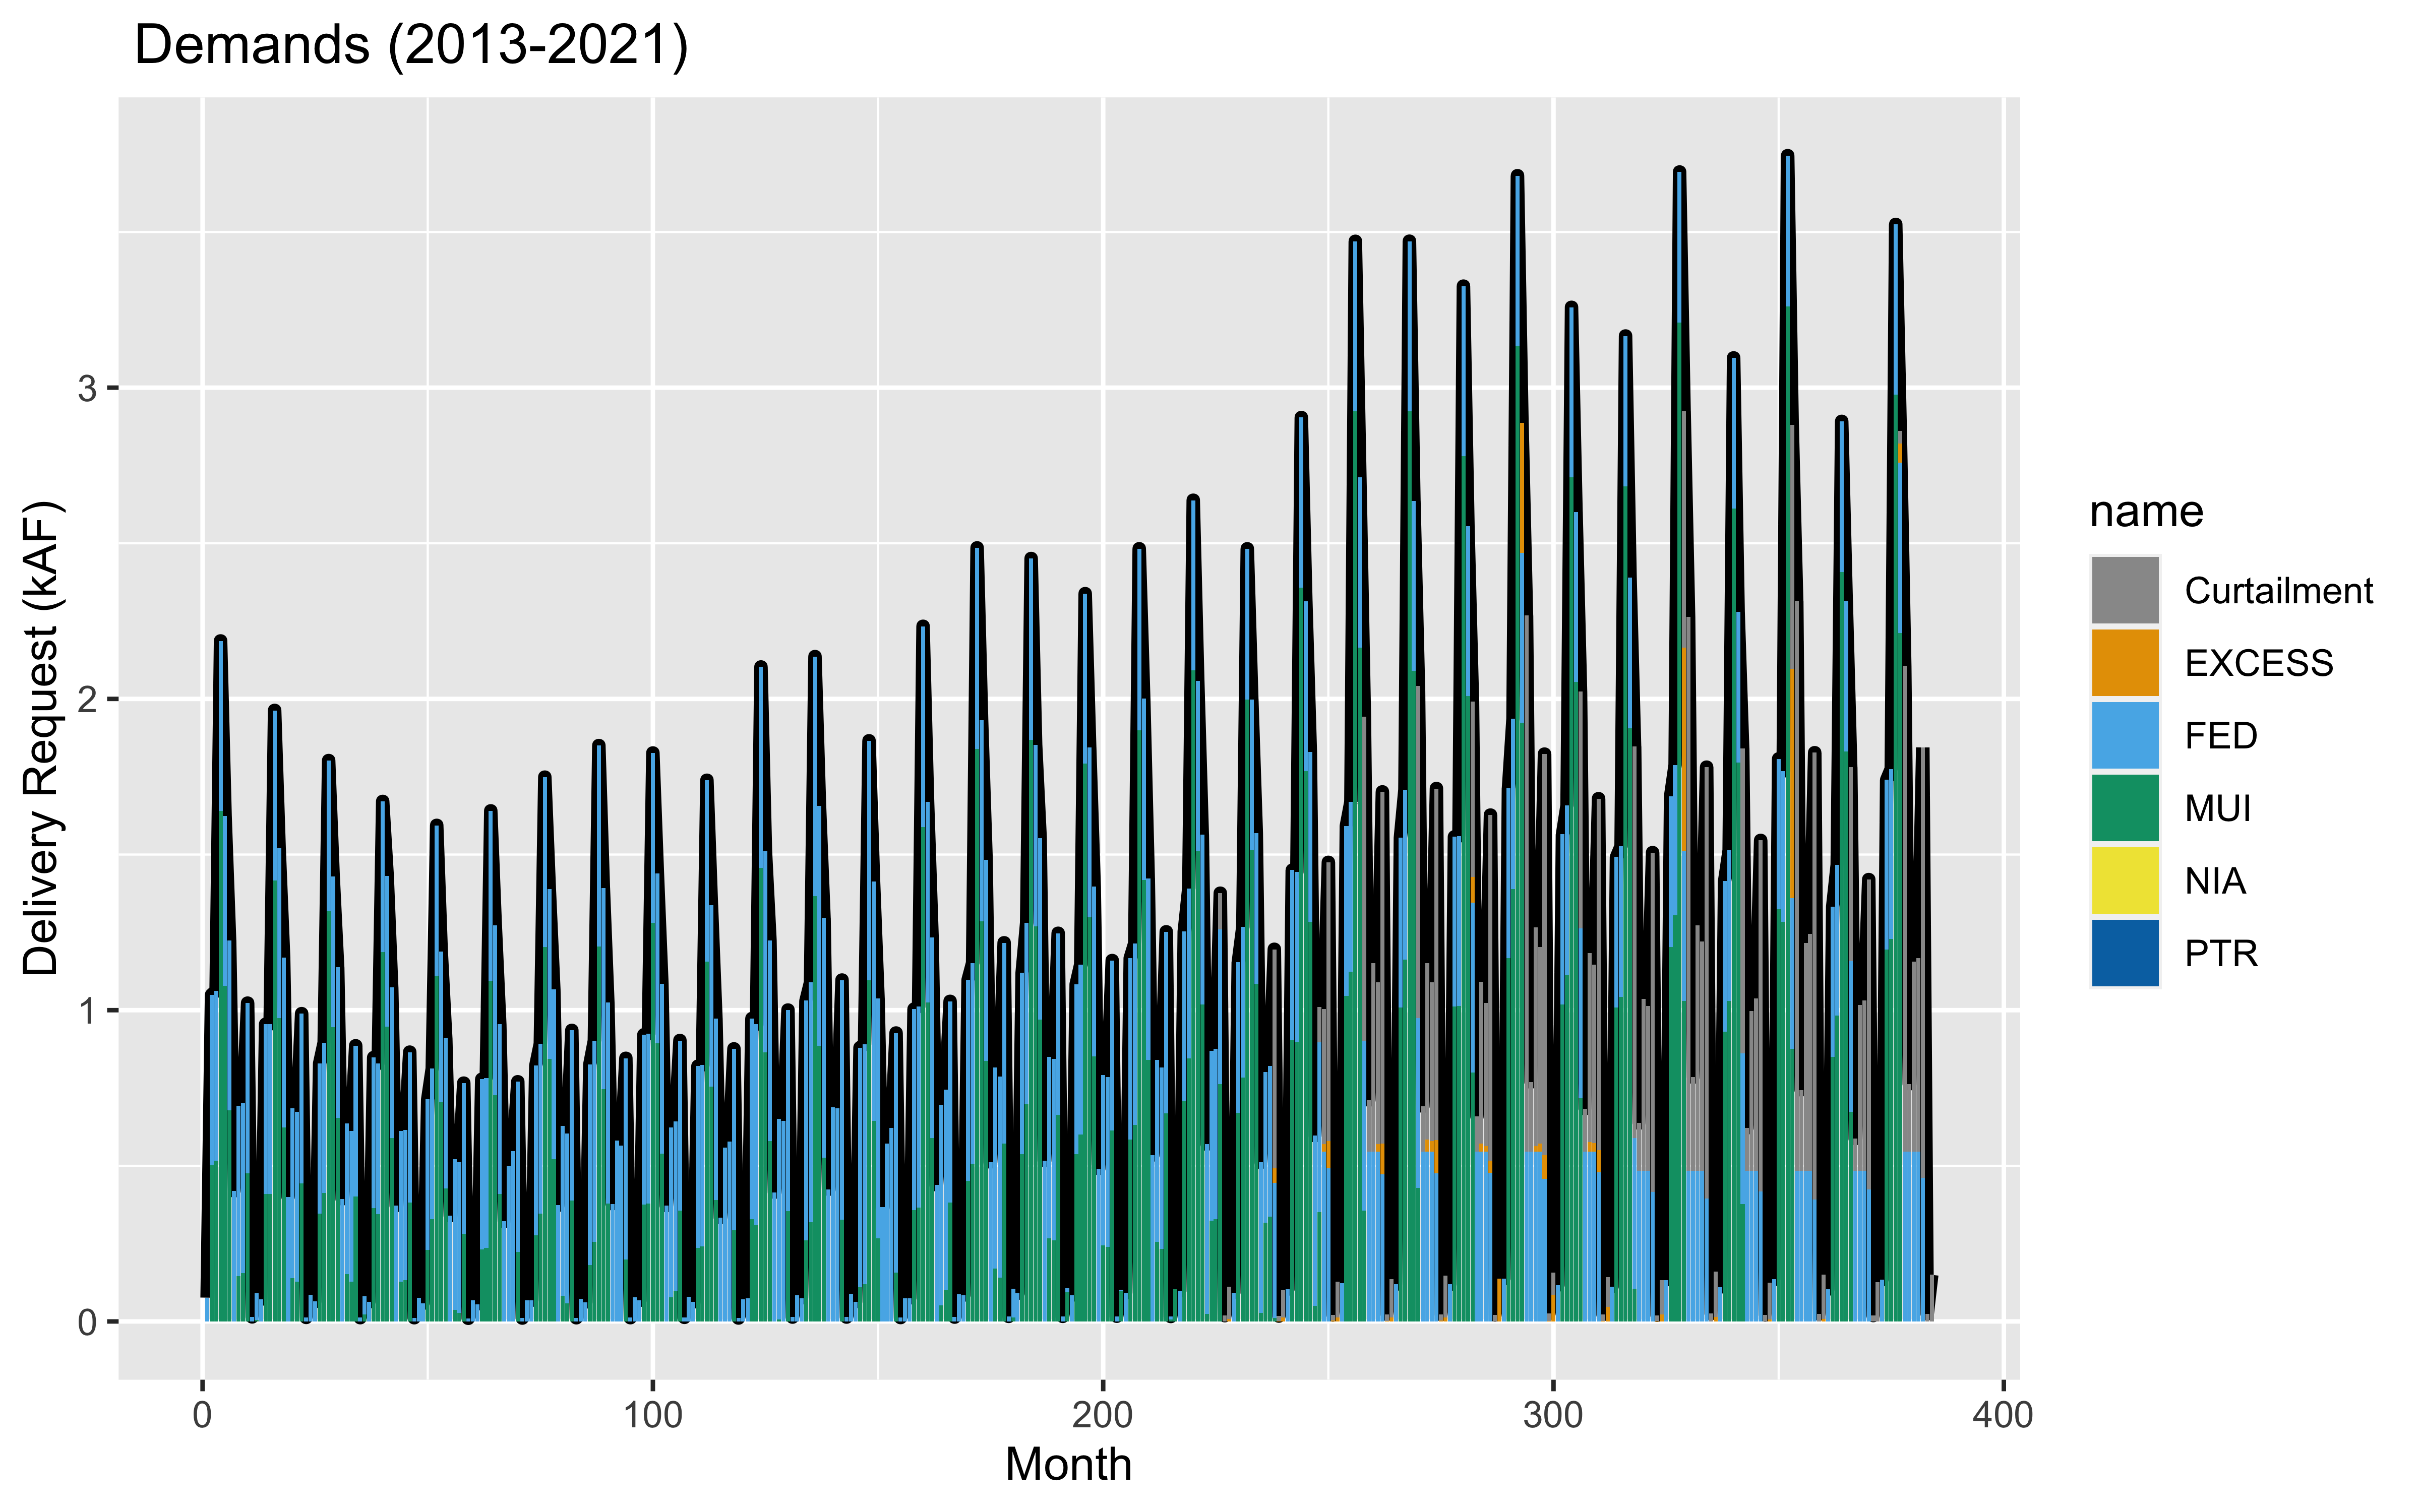 Demands (2013-2021)
Delivery Request (kAF)
3
2
1
0
0 100 200 300 400
Month
name
Curtailment
EXCESS
FED
MUI
NIA
PTR